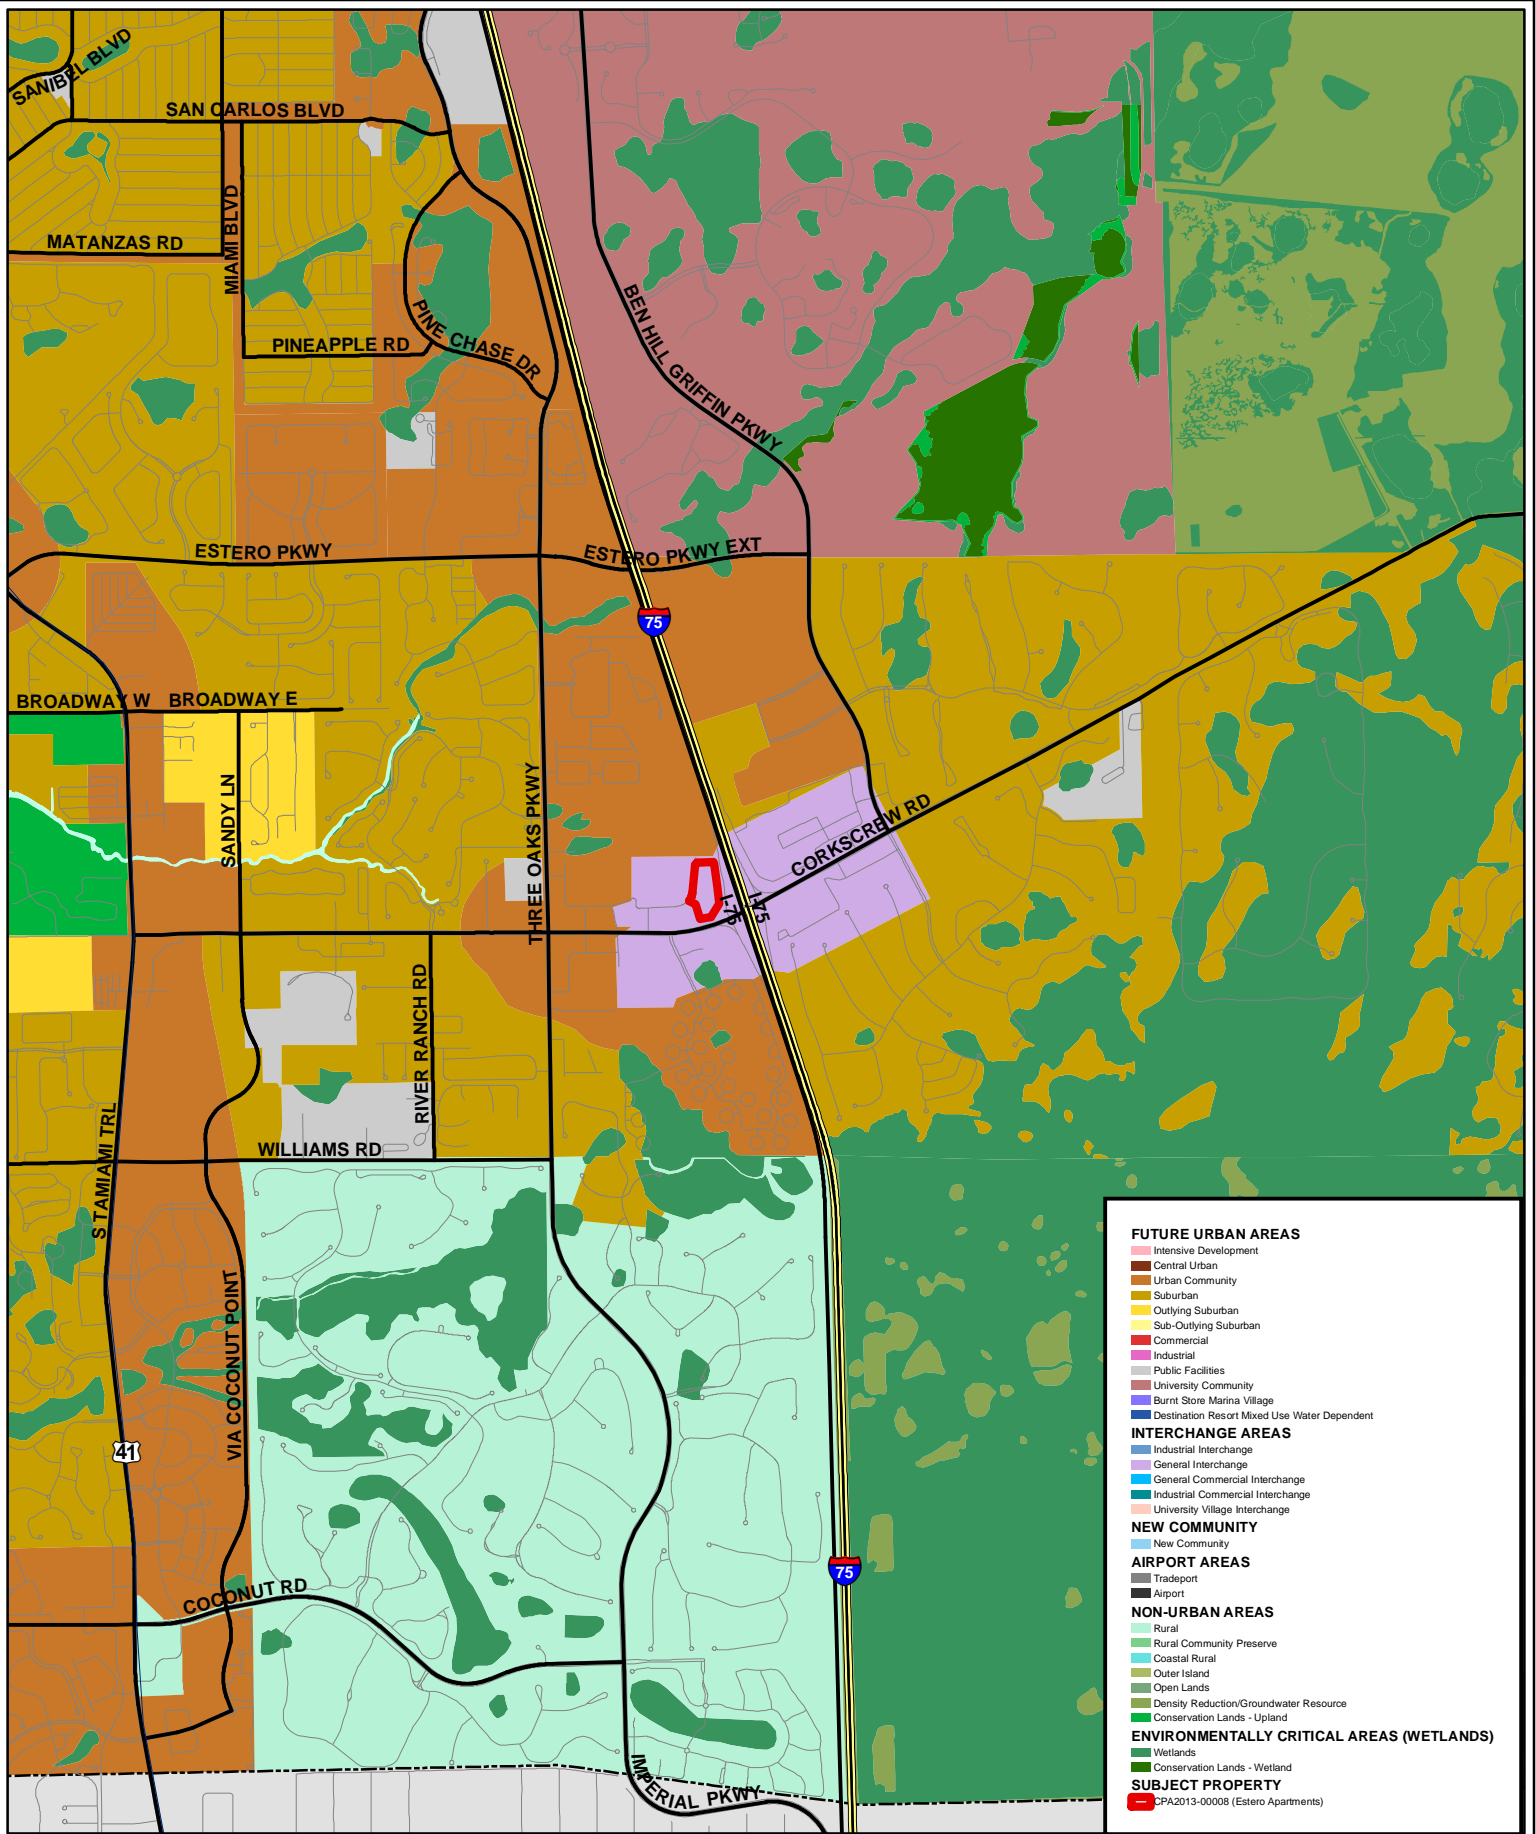 SANIBEL BLVD
SAN CARLOS BLVD
MIAMI BLVD
MATANZAS RD
PINE CHASE DR
PINEAPPLE RD
BEN HILL GRIFFIN PKWY
ESTERO PKWY
ESTERO PKWY EXT
75
BROADWAY W
BROADWAY E
SANDY LN
THREE OAKS PKWY
CORKSCREW RD
I-75
I-75
RIVER RANCH RD
S TAMIAMI TRL
WILLIAMS RD
VIA COCONUT POINT
41
COCONUT RD
75
IMPERIAL PKWY
FUTURE URBAN AREAS
Intensive Development
Central Urban
Urban Community
Suburban
Outlying Suburban
Sub-Outlying Suburban
Commercial
Industrial
Public Facilities
University Community
Burnt Store Marina Village
Destination Resort Mixed Use Water Dependent
INTERCHANGE AREAS
Industrial Interchange
General Interchange
General Commercial Interchange
Industrial Commercial Interchange
University Village Interchange
NEW COMMUNITY
New Community
AIRPORT AREAS
Tradeport
Airport
NON-URBAN AREAS
Rural
Rural Community Preserve
Coastal Rural
Outer Island
Open Lands
Density Reduction/Groundwater Resource
Conservation Lands - Upland
ENVIRONMENTALLY CRITICAL AREAS (WETLANDS)
Wetlands
Conservation Lands - Wetland
SUBJECT PROPERTY
CPA2013-00008 (Estero Apartments)